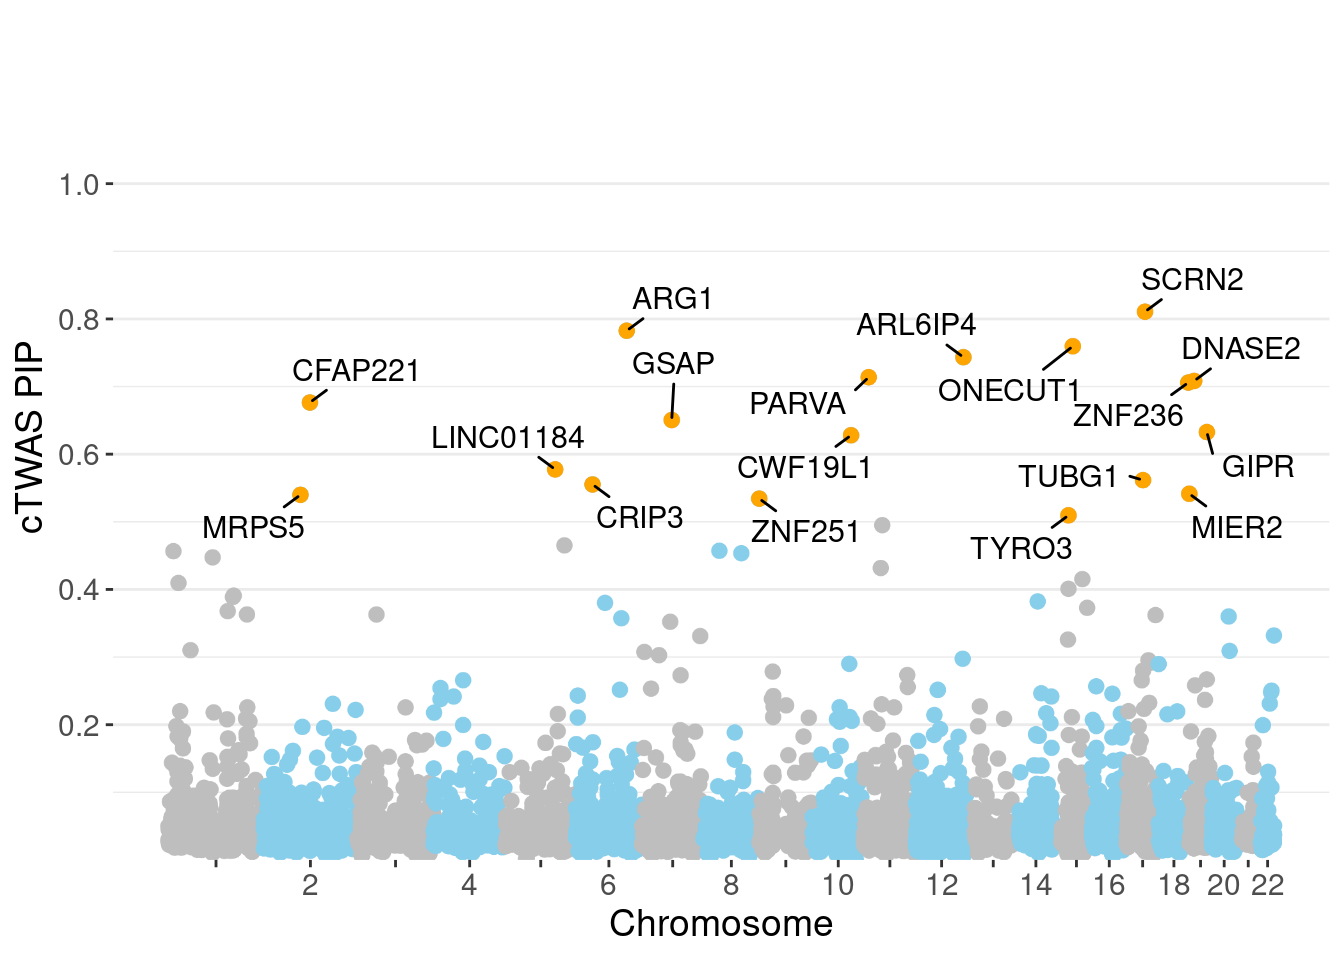 1.0
SCRN2
ARG1
0.8
ARL6IP4
DNASE2
GSAP
CFAP221
ONECUT1
PARVA
ZNF236
cTWAS PIP
LINC01184
0.6
CWF19L1
GIPR
TUBG1
CRIP3
MRPS5
ZNF251
MIER2
TYRO3
0.4
0.2
2 4 6 8 10 12 14 16 18 20 22
Chromosome